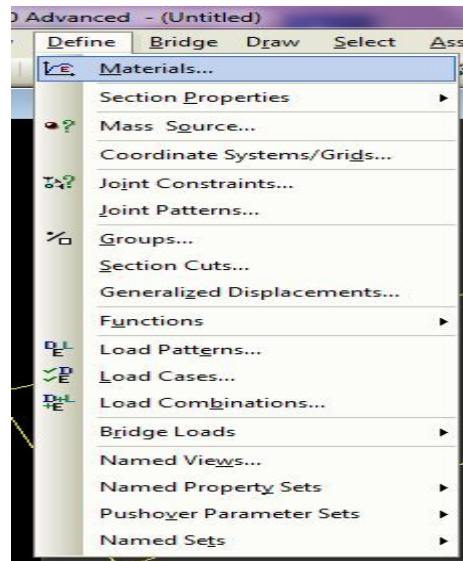 Advanced - (Untitled)
Define Bridge Draw Select
Materials...
Section Properties
Mass Source...
Coordinate Systems/Grids...
Joint Constraints...
Joint Patterns...
Groups...
Section Cuts...
Generalized Displacements...
Functions
Load Patterns...
Load Cases...
Load Combinations...
Bridge Loads
Named Views...
Named Property Sets
Pushover Parameter Sets
Named Sets